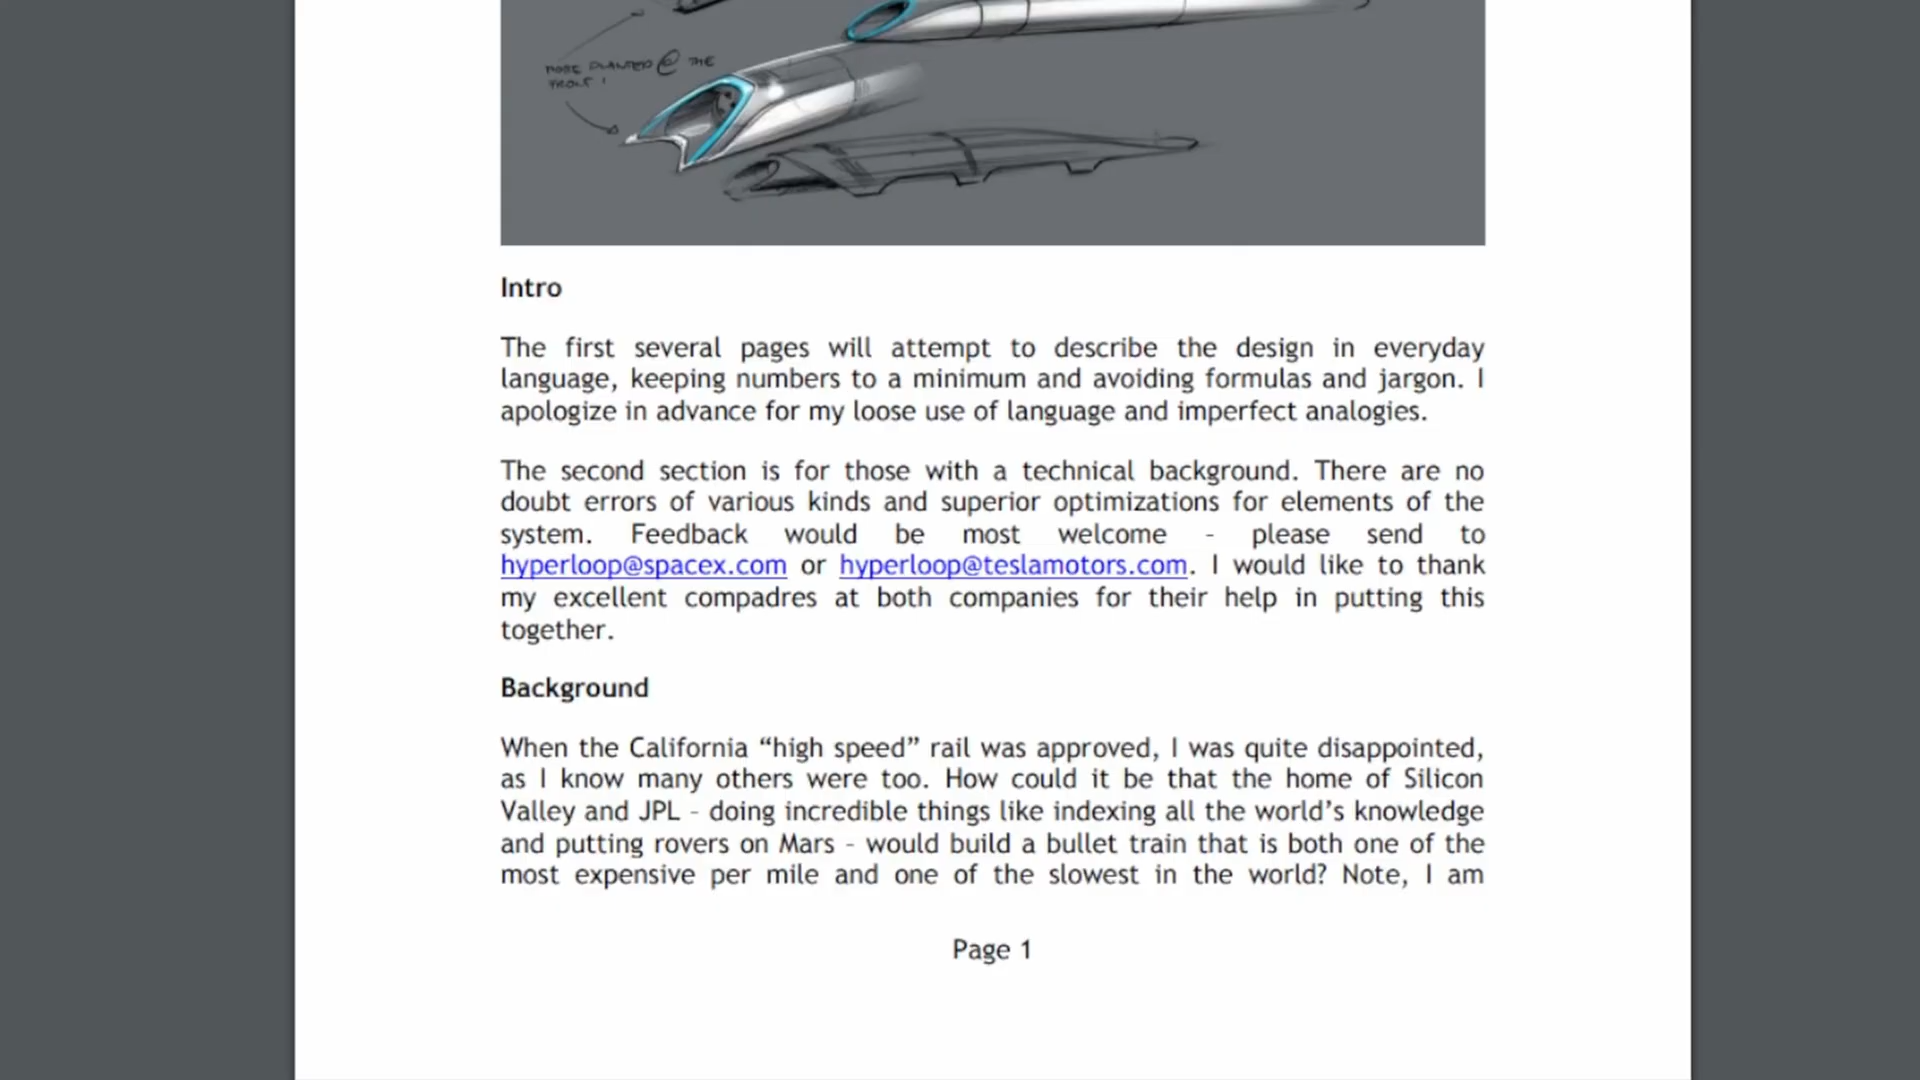 MORE PLANTED @ THE
FRONT!
Intro
The first several pages will attempt to describe the design in everyday
language, keeping numbers to a minimum and avoiding formulas and jargon. I
apologize in advance for my loose use of language and imperfect analogies.
The second section is for those with a technical background. There are no
doubt errors of various kinds and superior optimizations for elements of the
system. Feedback would be most welcome - please send to
hyperloop@spacex.com or hyperloop@teslamotors.com. I would like to thank
my excellent compadres at both companies for their help in putting this
together.
Background
When the California “high speed” rail was approved, I was quite disappointed,
as I know many others were too. How could it be that the home of Silicon
Valley and JPL - doing incredible things like indexing all the world’s knowledge
and putting rovers on Mars - would build a bullet train that is both one of the
most expensive per mile and one of the slowest in the world? Note, I am
Page 1